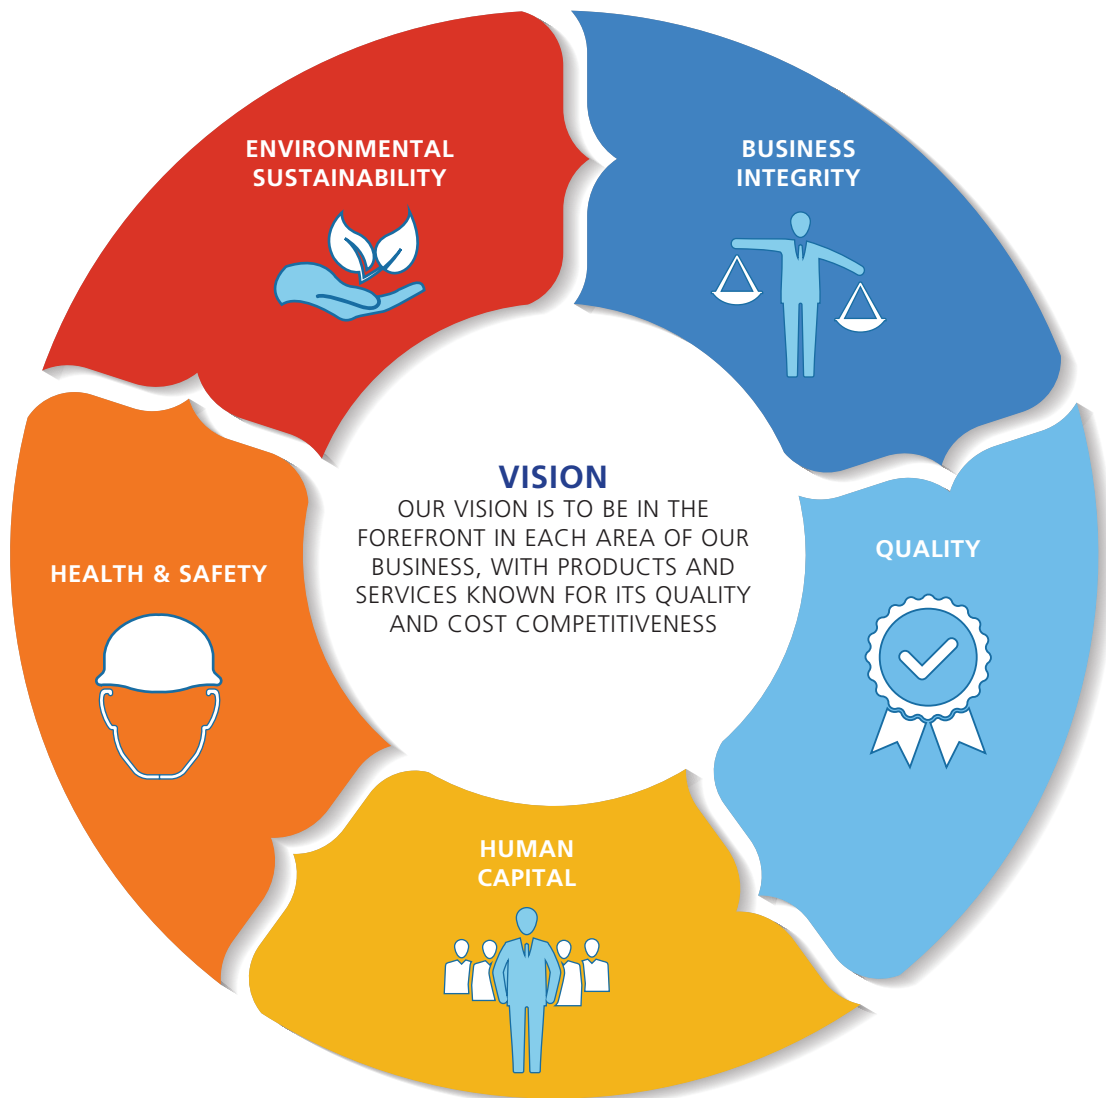 ENVIRONMENTAL
SUSTAINABILITY
BUSINESS
INTEGRITY
VISION
OUR VISION IS TO BE IN THE
FOREFRONT IN EACH AREA OF OUR
BUSINESS, WITH PRODUCTS AND
SERVICES KNOWN FOR ITS QUALITY
AND COST COMPETITIVENESS
QUALITY
HEALTH & SAFETY
HUMAN
CAPITAL